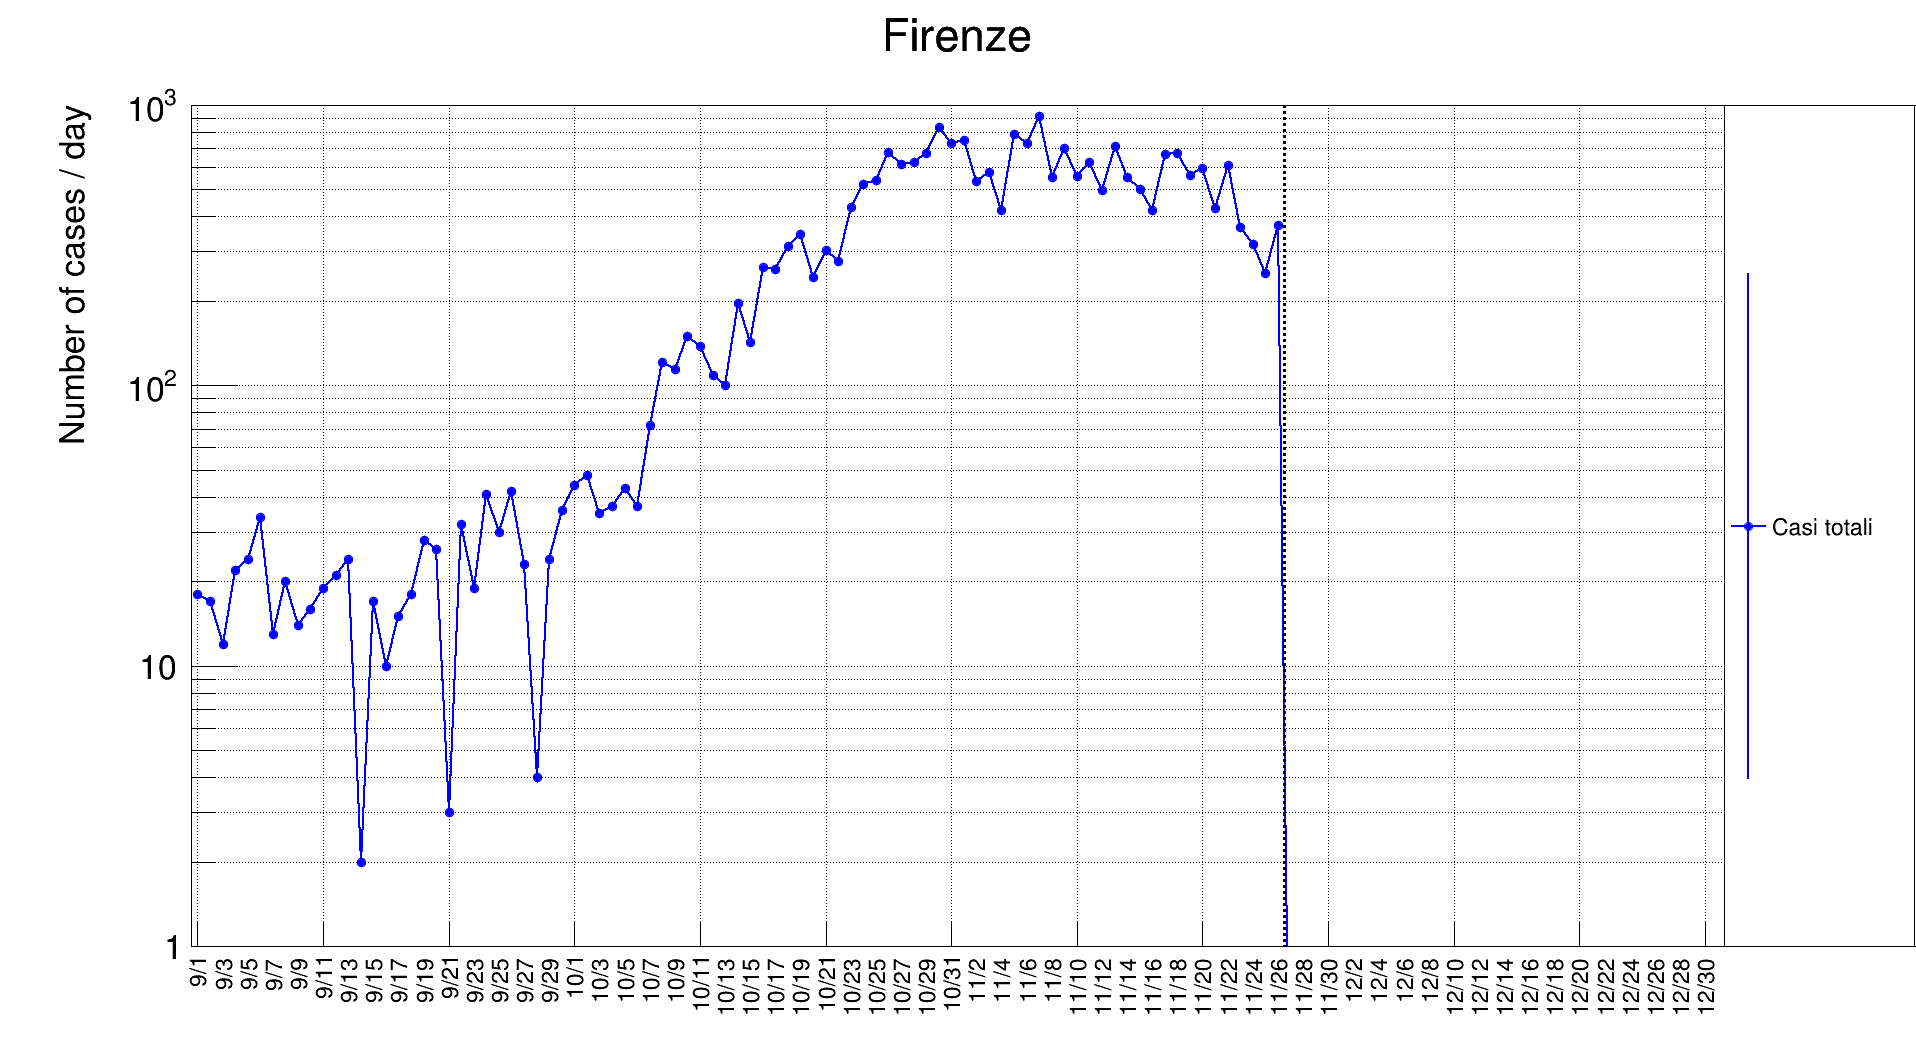 Firenze
Number of cases / day
10³
10²
10
1
9/1 9/3 9/5 9/7 9/9 9/11 9/13 9/15 9/17 9/19 9/21 9/23 9/25 9/27 9/29 10/1 10/3 10/5 10/7 10/9 10/11 10/13 10/15 10/17 10/19 10/21 10/23 10/25 10/27 10/29 10/31 11/2 11/4 11/6 11/8 11/10 11/12 11/14 11/16 11/18 11/20 11/22 11/24 11/26 11/28 11/30 12/2 12/4 12/6 12/8 12/10 12/12 12/14 12/16 12/18 12/20 12/22 12/24 12/26 12/28 12/30
Casi totali